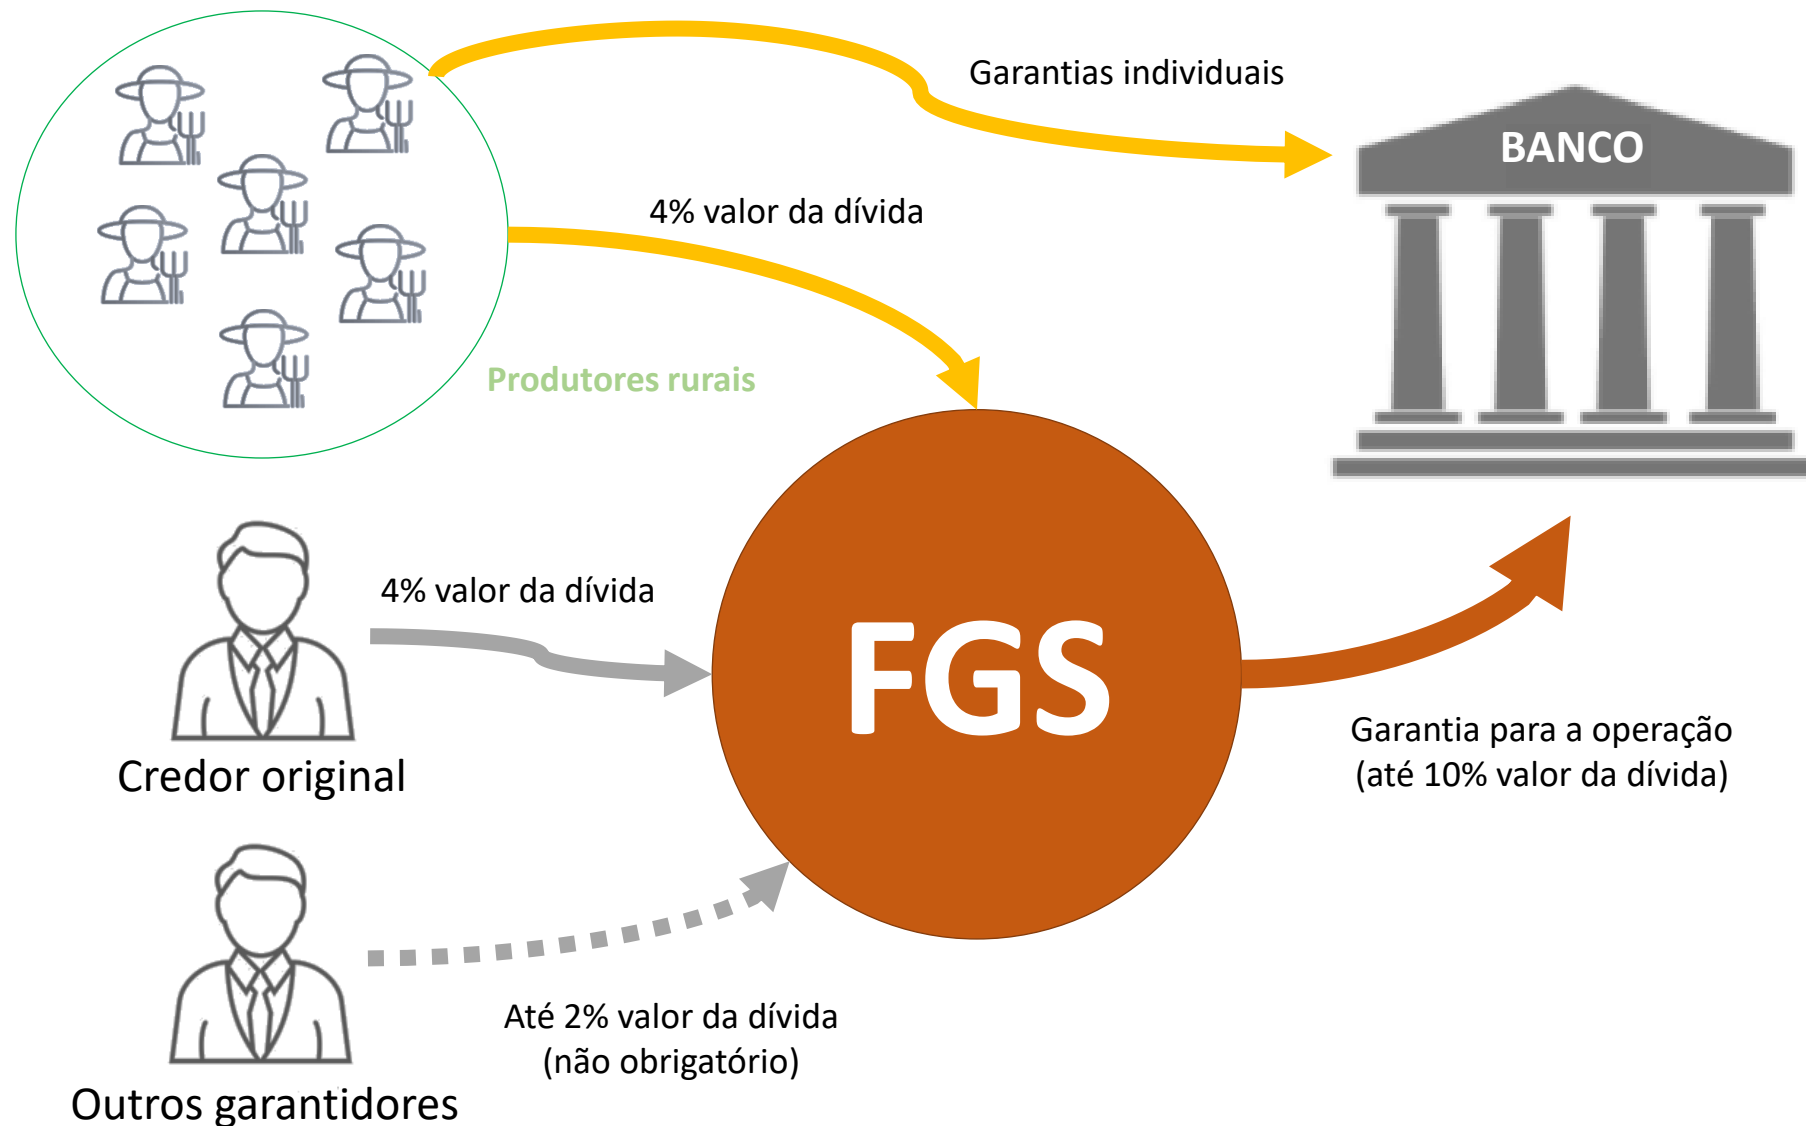 Garantias individuais
BANCO
4% valor da dívida
Produtores rurais
4% valor da dívida
FGS
Credor original
Garantia para a operação
(até 10% valor da dívida)
Até 2% valor da dívida
(não obrigatório)
Outros garantidores